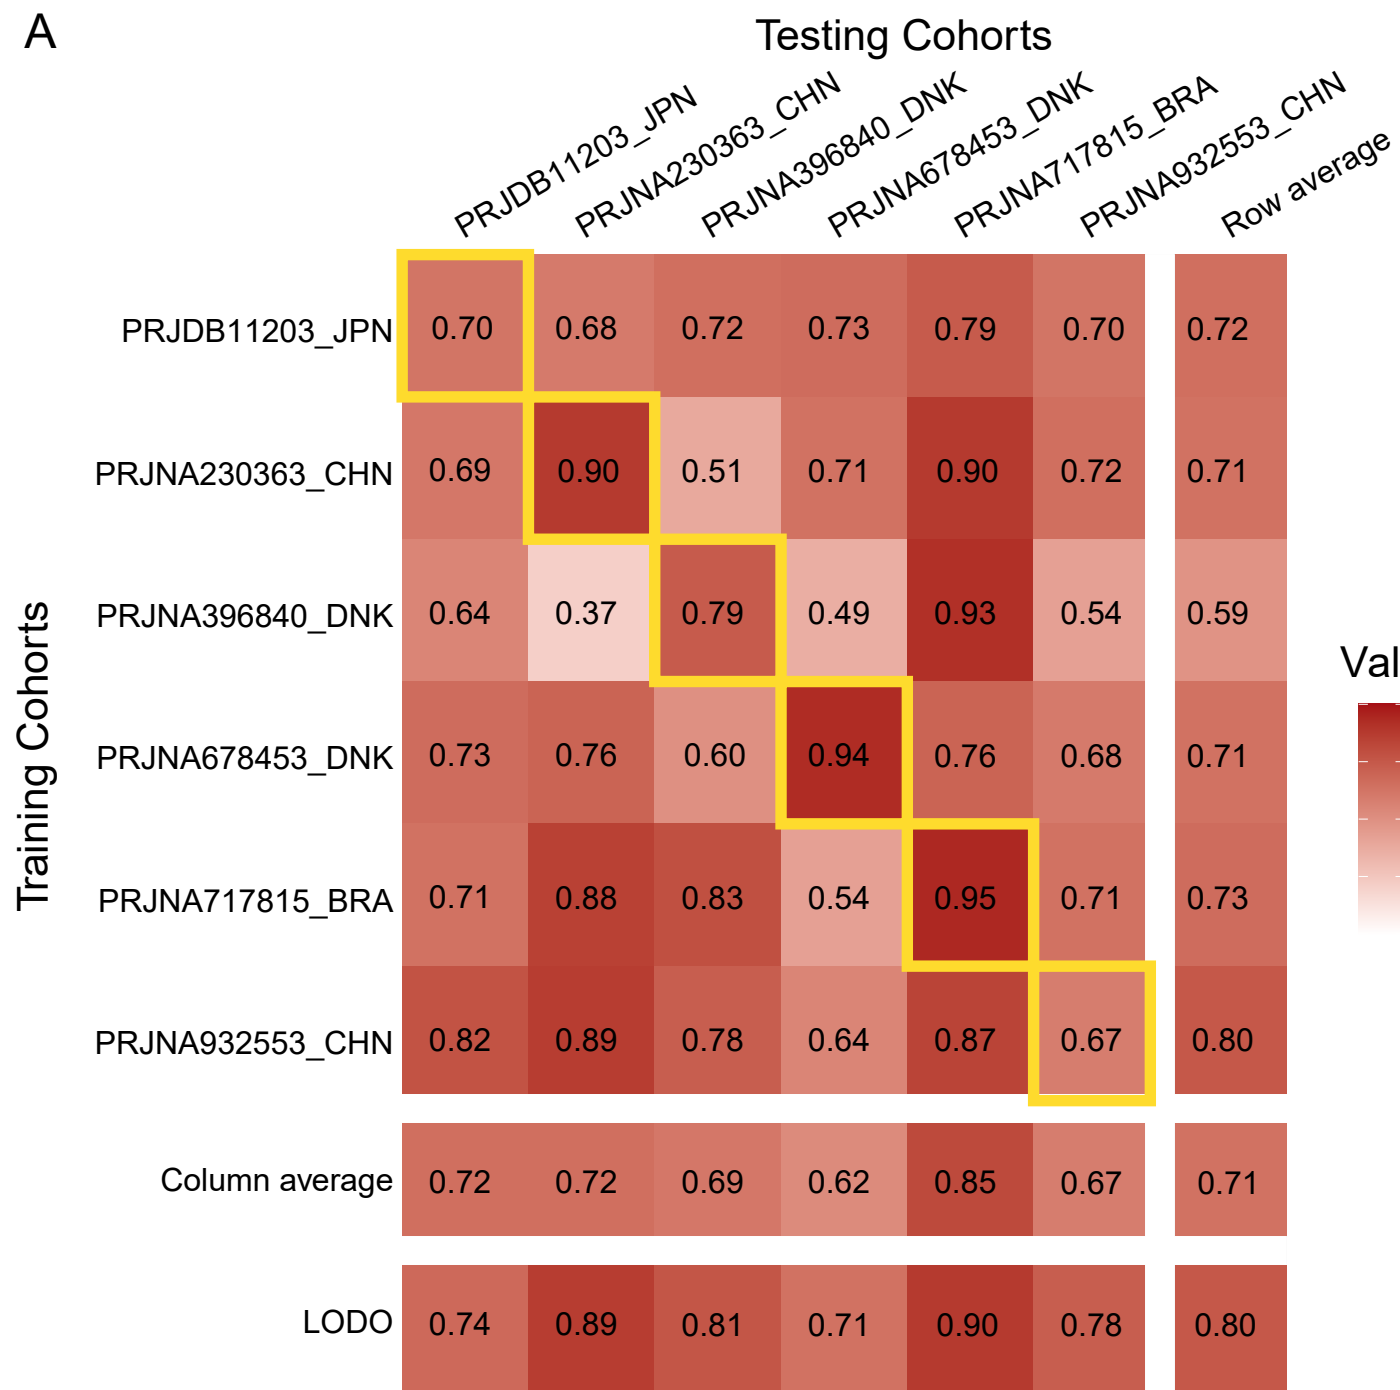 A
Testing Cohorts
PRJDB11203_JPN
PRJNA230363_CHN
PRJNA396840_DNK
PRJNA678453_DNK
PRJNA717815_BRA
PRJNA932553_CHN
Row average
Training Cohorts
PRJDB11203_JPN 0.70 0.68 0.72 0.73 0.79 0.70 0.72
PRJNA230363_CHN 0.69 0.90 0.51 0.71 0.90 0.72 0.71
PRJNA396840_DNK 0.64 0.37 0.79 0.49 0.93 0.54 0.59
PRJNA678453_DNK 0.73 0.76 0.60 0.94 0.76 0.68 0.71
PRJNA717815_BRA 0.71 0.88 0.83 0.54 0.95 0.71 0.73
PRJNA932553_CHN 0.82 0.89 0.78 0.64 0.87 0.67 0.80
Column average 0.72 0.72 0.69 0.62 0.85 0.67 0.71
LODO 0.74 0.89 0.81 0.71 0.90 0.78 0.80
Val